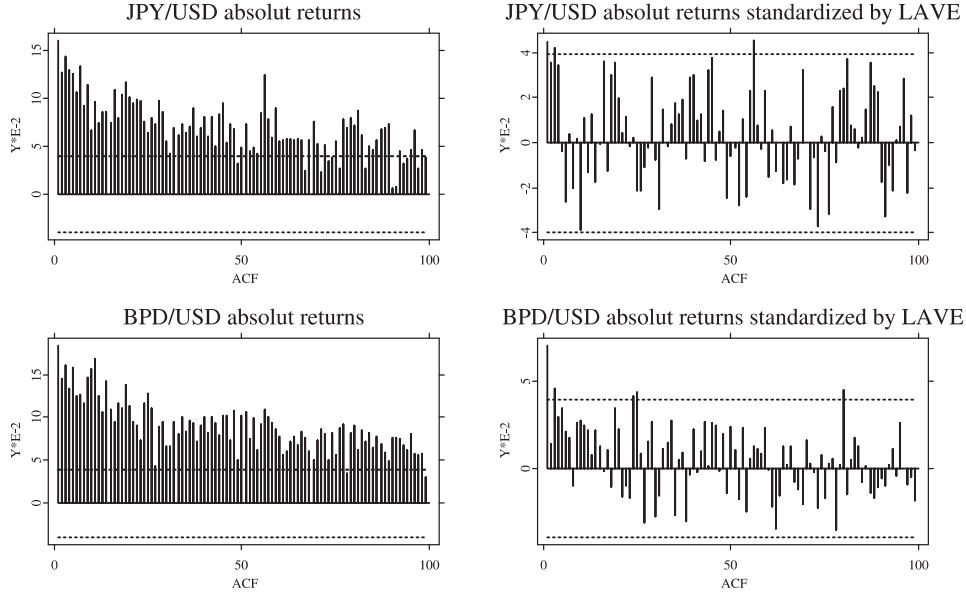 JPY/USD absolut returns
Y*E-2
15
10
5
0
0 50 100
ACF
JPY/USD absolut returns standardized by LAVE
Y*E-2
4
2
0
-2
-4
0 50 100
ACF
BPD/USD absolut returns
Y*E-2
15
10
5
0
0 50 100
ACF
BPD/USD absolut returns standardized by LAVE
Y*E-2
5
0
0 50 100
ACF